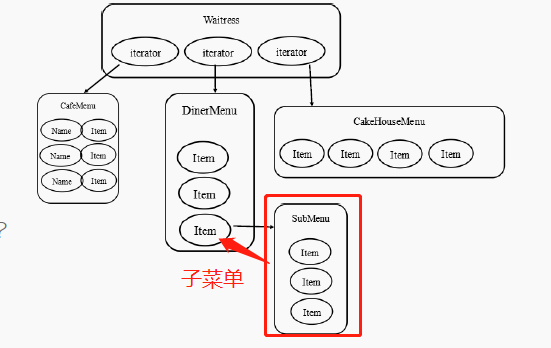 Waitress
iterator iterator iterator
CafeMenu
Name Item
Name Item
Name Item
DinerMenu
Item
Item
Item
CakeHouseMenu
Item Item Item Item
SubMenu
Item
Item
Item
子菜单
?